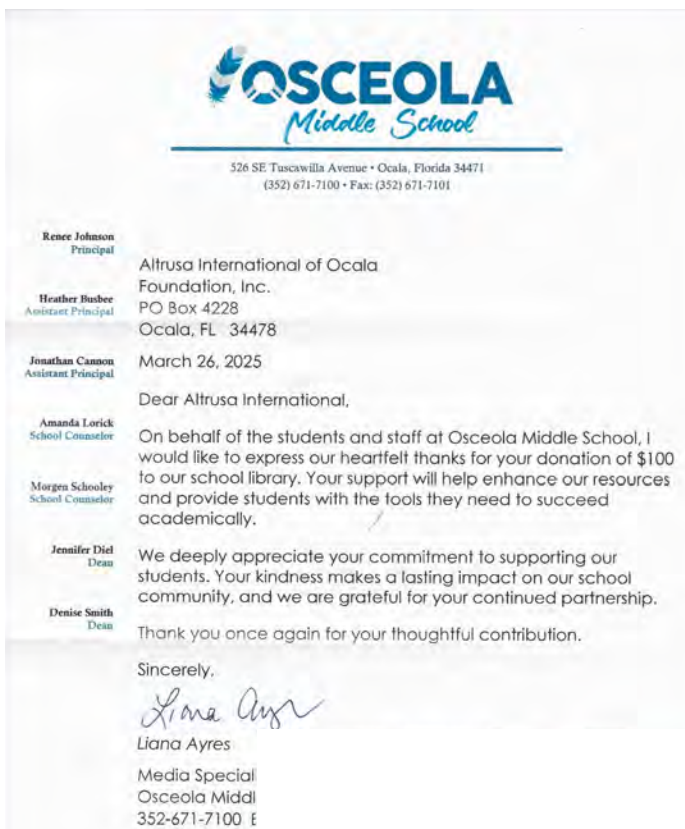 OSCEOLA
Middle School
526 SE Tuscawilla Avenue • Ocala, Florida 34471
(352) 671-7100 • Fax: (352) 671-7101
Renee Johnson
Principal
Heather Busbee
Assistant Principal
Jonathan Cannon
Assistant Principal
Amanda Lorick
School Counselor
Morgen Schooley
School Counselor
Jennifer Diel
Dean
Denise Smith
Dean
Altrusa International of Ocala
Foundation, Inc.
PO Box 4228
Ocala, FL 34478
March 26, 2025
Dear Altrusa International,
On behalf of the students and staff at Osceola Middle School, I
would like to express our heartfelt thanks for your donation of $100
to our school library. Your support will help enhance our resources
and provide students with the tools they need to succeed
academically.
We deeply appreciate your commitment to supporting our
students. Your kindness makes a lasting impact on our school
community, and we are grateful for your continued partnership.
Thank you once again for your thoughtful contribution.
Sincerely,
Liana Ayr
Liana Ayres
Media Special
Osceola Middl
352-671-7100 E